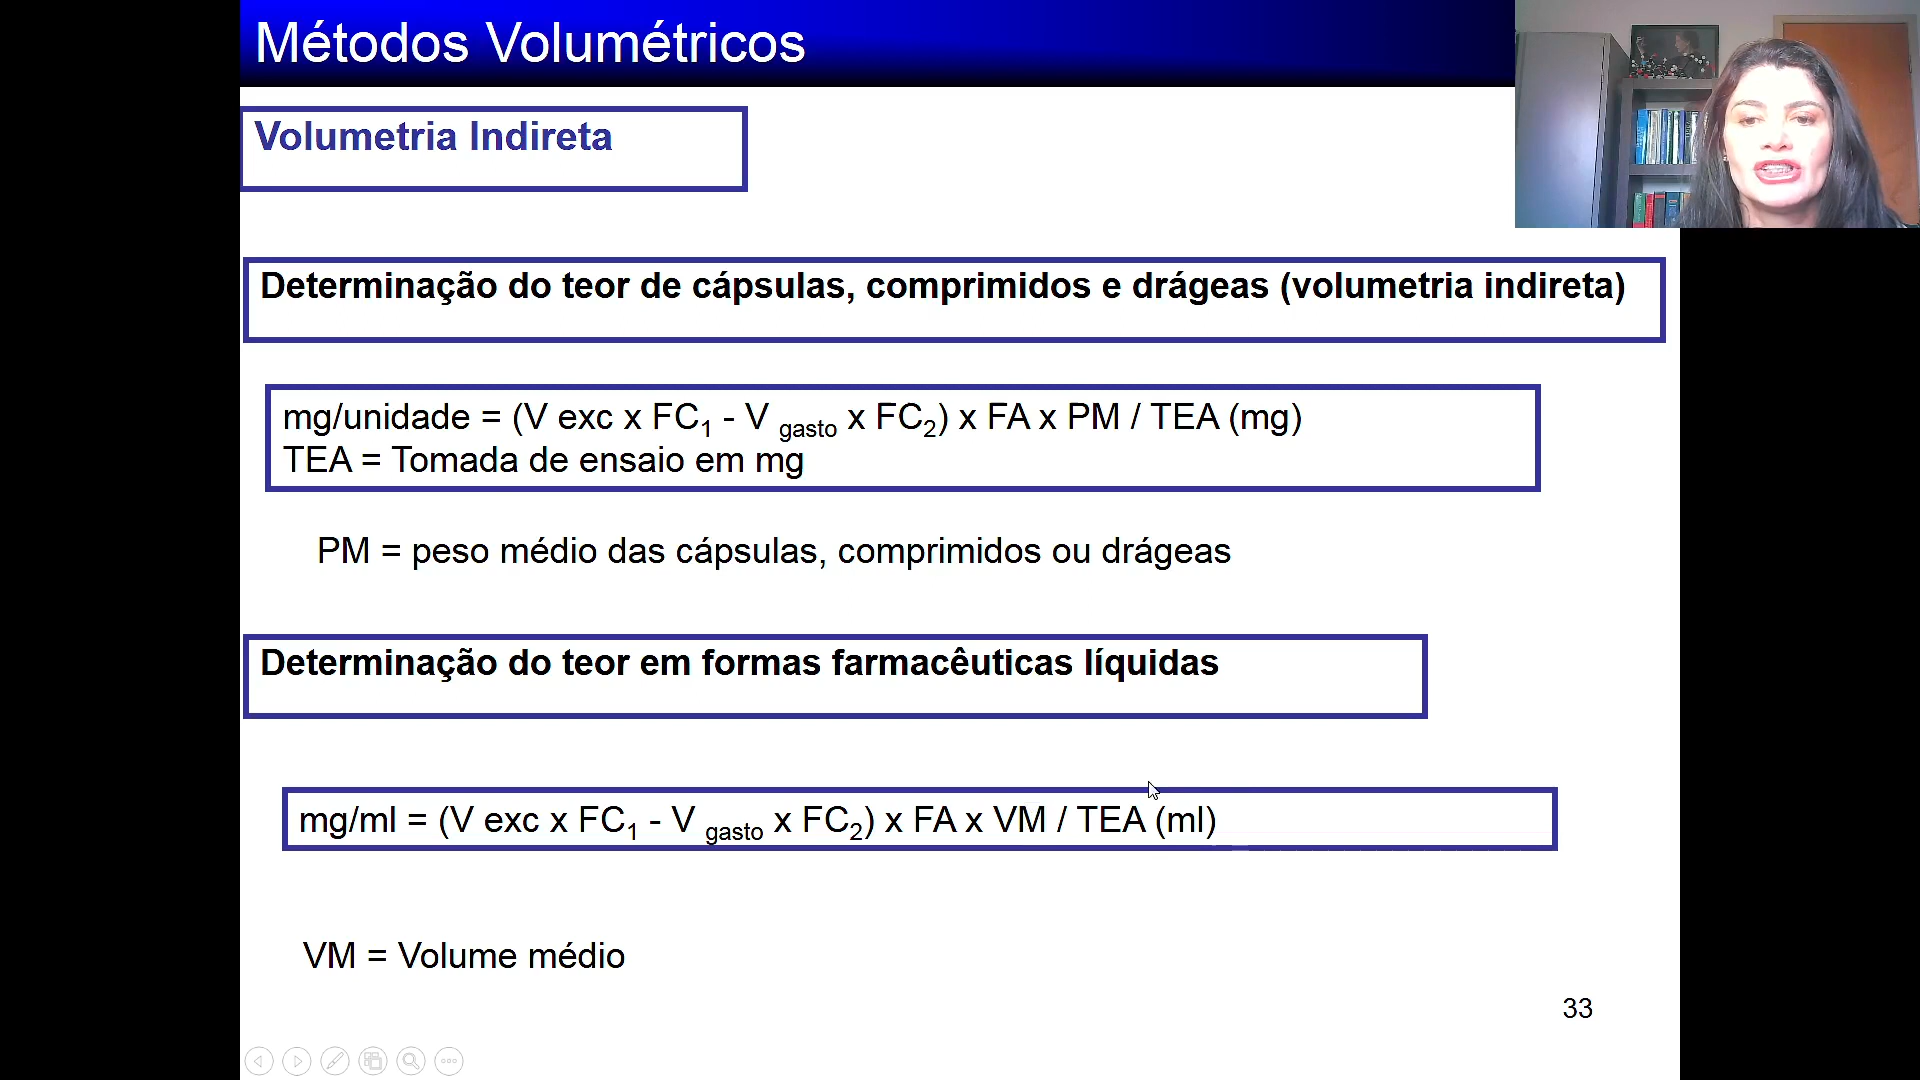 Métodos Volumétricos
Volumetria Indireta
Determinação do teor de cápsulas, comprimidos e drágeas (volumetria indireta)
mg/unidade = (V exc x FC₁ - V gasto x FC₂) x FA x PM / TEA (mg)
TEA = Tomada de ensaio em mg
PM = peso médio das cápsulas, comprimidos ou drágeas
Determinação do teor em formas farmacêuticas líquidas
mg/ml = (V exc x FC₁ - V gasto x FC₂) x FA x VM / TEA (ml)
VM = Volume médio
33